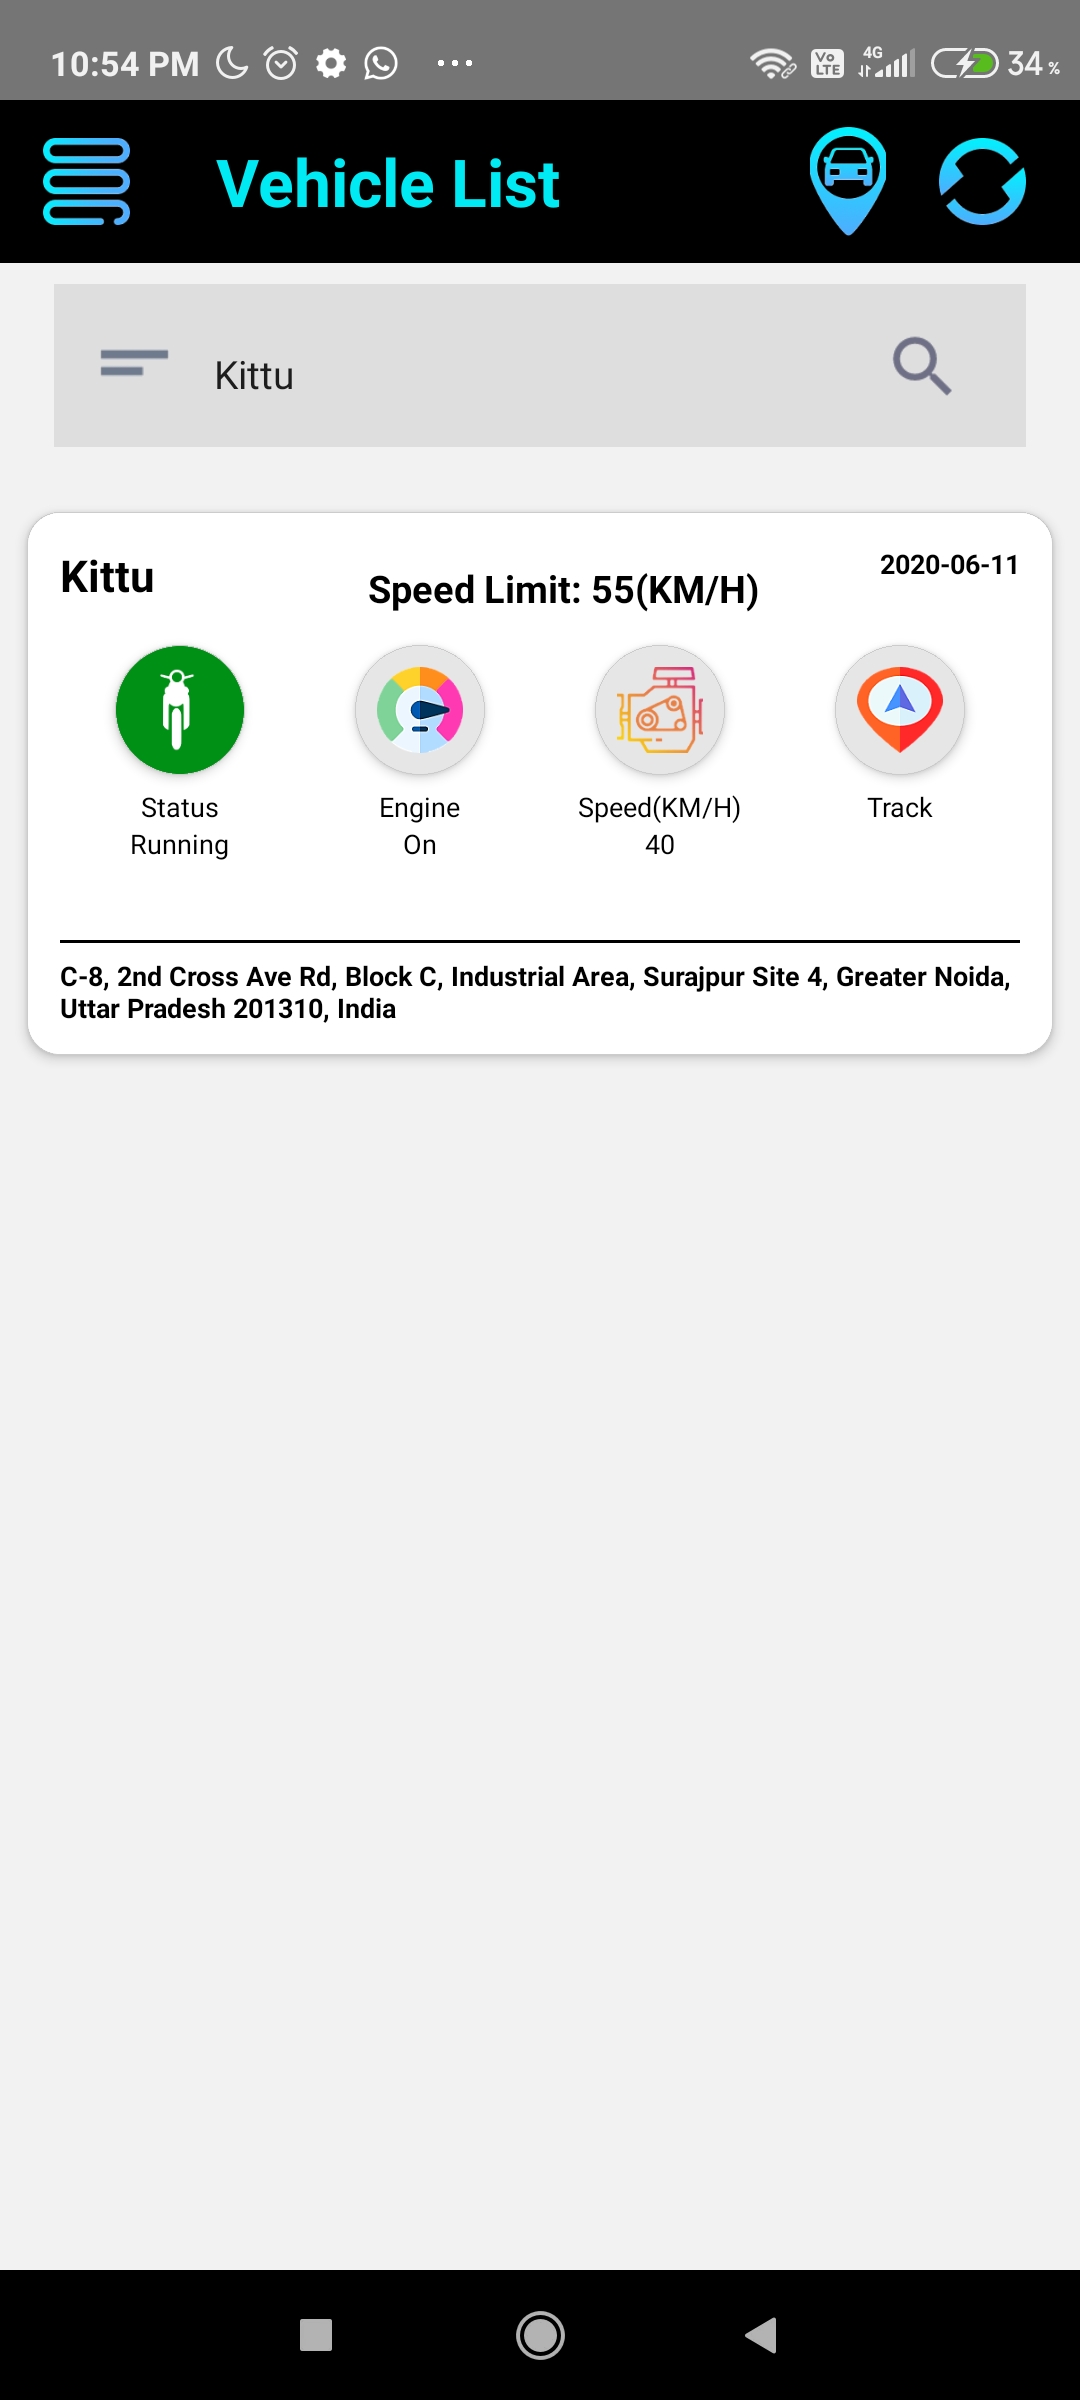 10:54 PM
Vo LTE 4G 34 %
Vehicle List
Kittu
Kittu
Speed Limit: 55(KM/H)
2020-06-11
Status
Running
Engine
On
Speed(KM/H)
40
Track
C-8, 2nd Cross Ave Rd, Block C, Industrial Area, Surajpur Site 4, Greater Noida,
Uttar Pradesh 201310, India